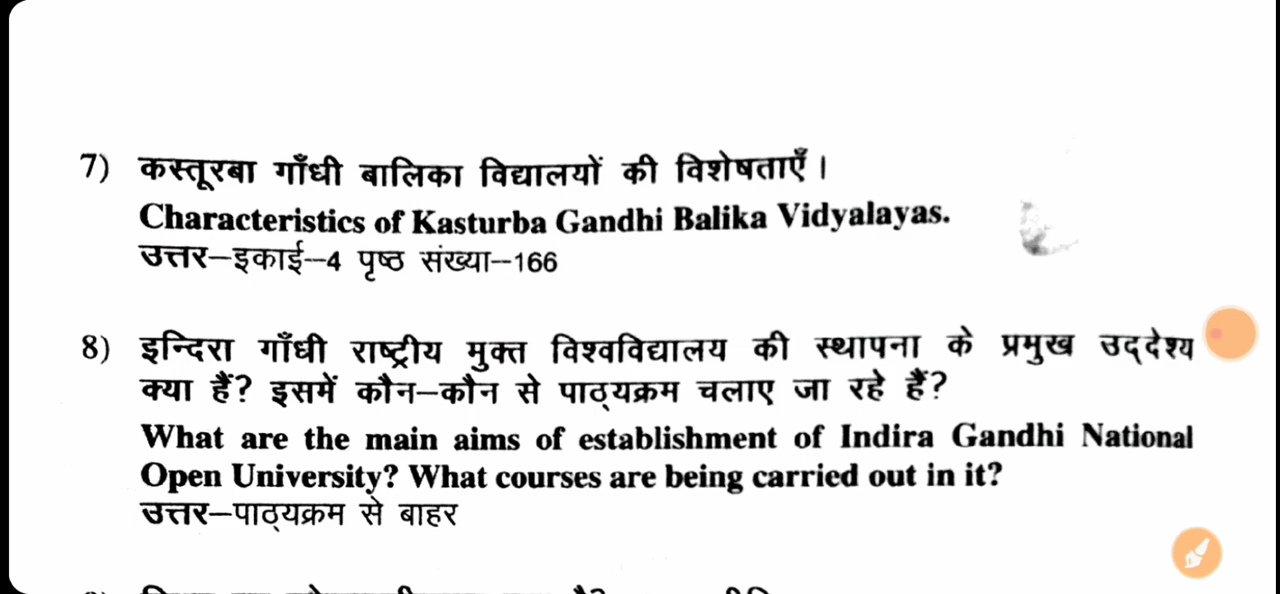 7) कस्तूरबा गाँधी बालिका विद्यालयों की विशेषताएँ।
Characteristics of Kasturba Gandhi Balika Vidyalayas.
उत्तर–इकाई–4 पृष्ठ संख्या–166
8) इन्दिरा गाँधी राष्ट्रीय मुक्त विश्वविद्यालय की स्थापना के प्रमुख उद्देश्य
क्या हैं? इसमें कौन–कौन से पाठ्यक्रम चलाए जा रहे हैं?
What are the main aims of establishment of Indira Gandhi National
Open University? What courses are being carried out in it?
उत्तर–पाठ्यक्रम से बाहर